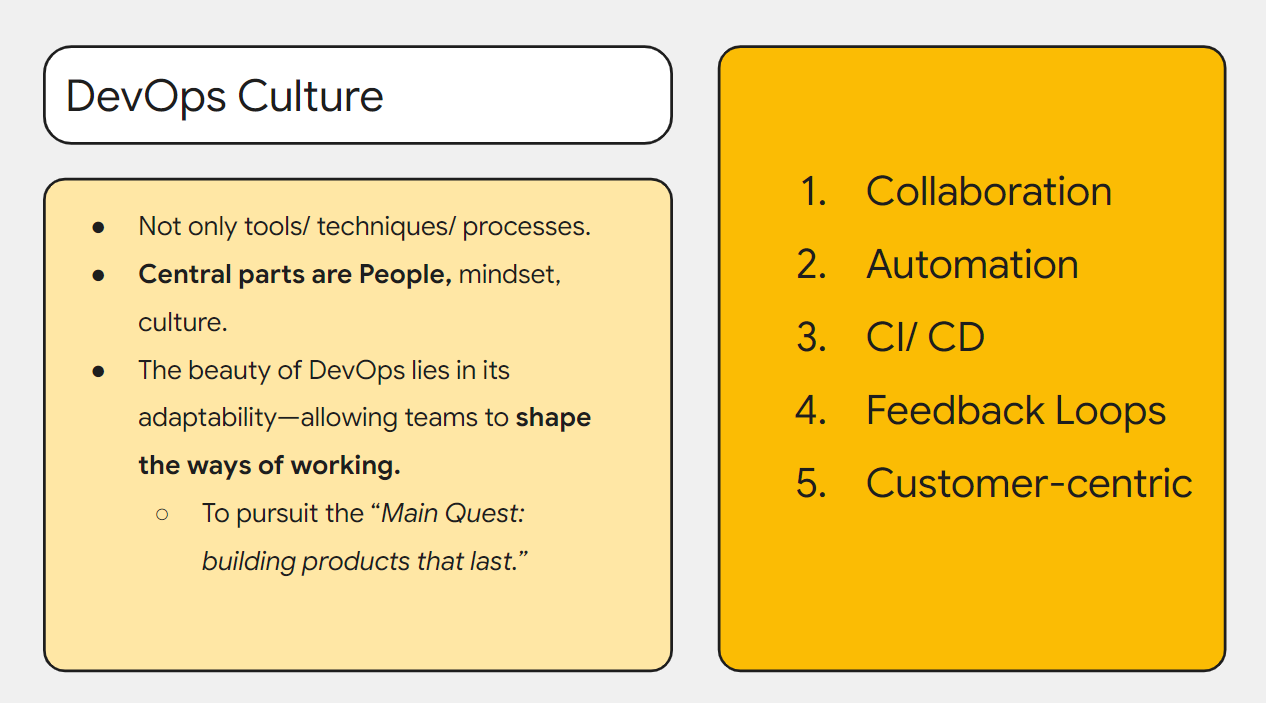 DevOps Culture
● Not only tools/ techniques/ processes.
● Central parts are People, mindset,
culture.
● The beauty of DevOps lies in its
adaptability—allowing teams to shape
the ways of working.
○ To pursuit the “Main Quest:
building products that last.”
1. Collaboration
2. Automation
3. CI/ CD
4. Feedback Loops
5. Customer-centric